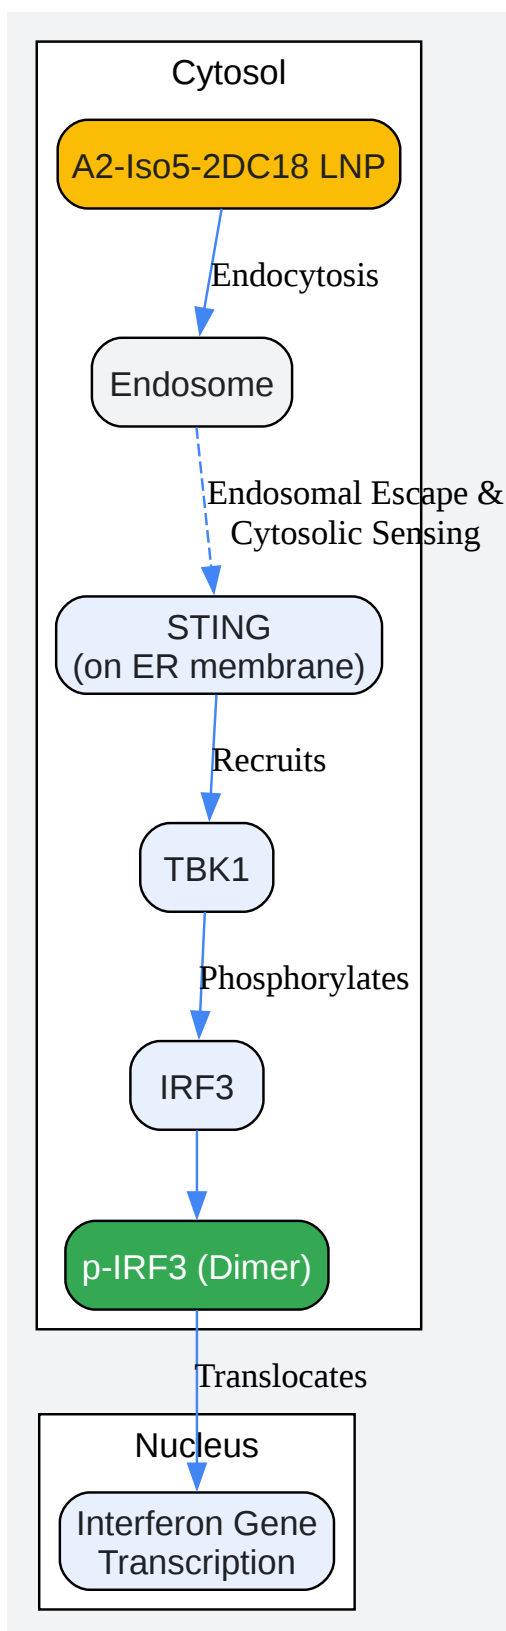 Cytosol
A2-Iso5-2DC18 LNP
Endocytosis
Endosome
Endosomal Escape &
Cytosolic Sensing
STING
(on ER membrane)
Recruits
TBK1
Phosphorylates
IRF3
p-IRF3 (Dimer)
Translocates
Nucleus
Interferon Gene
Transcription